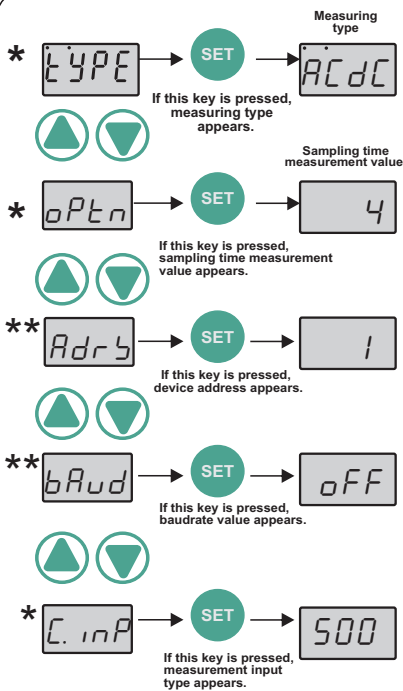 Measuring
type
* tYPE SET ACdC
If this key is pressed,
measuring type
appears.
Sampling time
measurement value
* oPtn SET 4
If this key is pressed,
sampling time measurement
value appears.
** Adrs SET 1
If this key is pressed,
device address appears.
** bAud SET oFF
If this key is pressed,
baudrate value appears.
* C. inP SET 500
If this key is pressed,
measurement input
type appears.